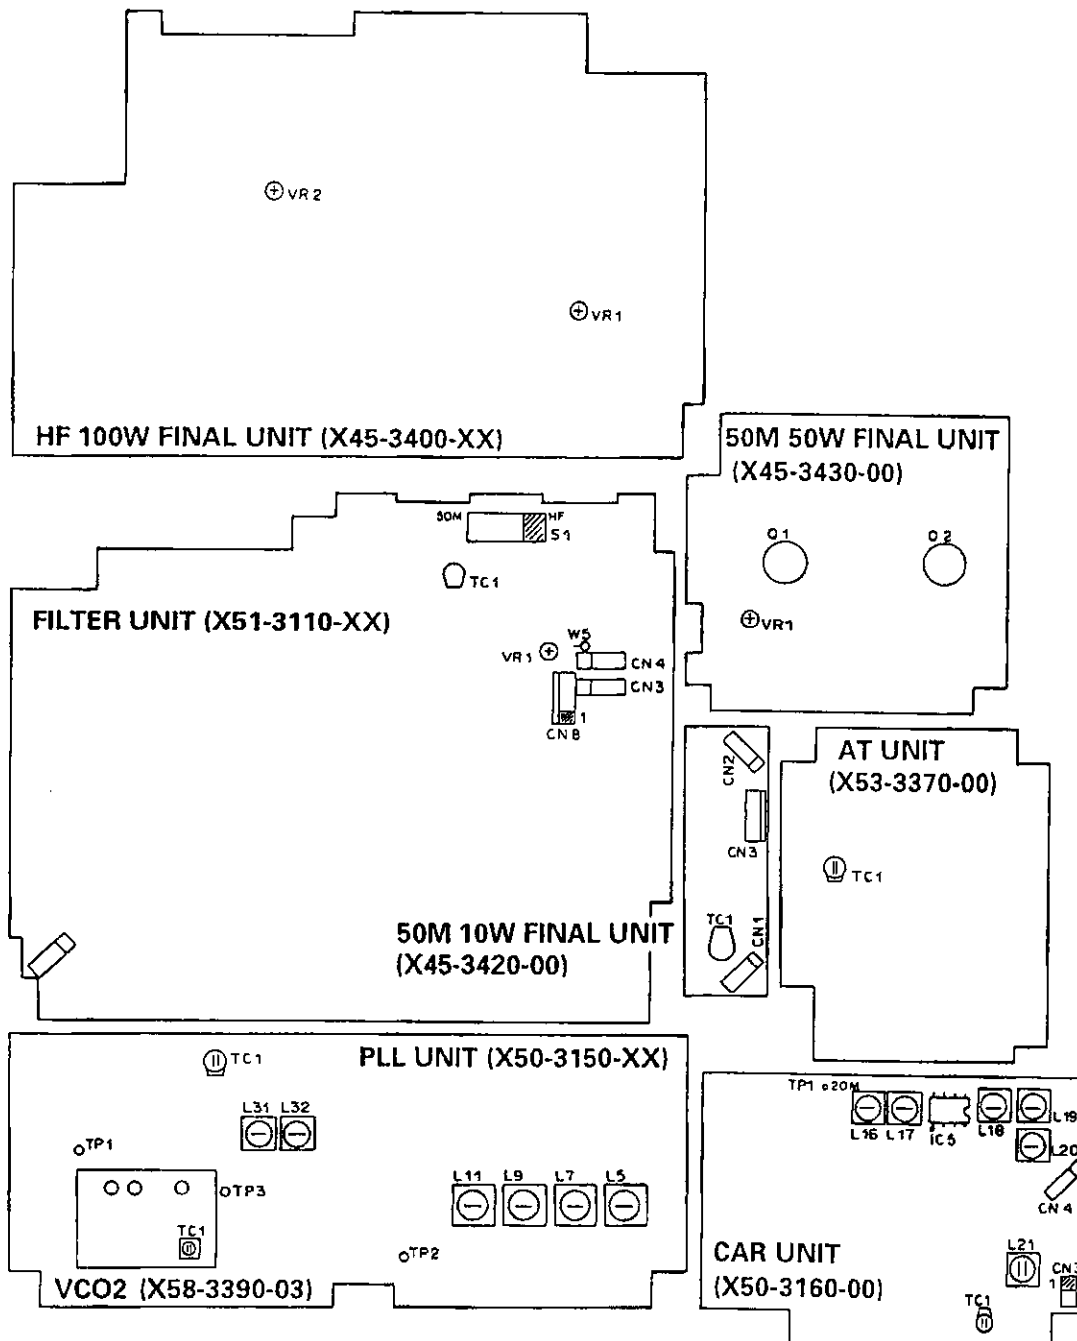 VR2
VR1
HF 100W FINAL UNIT (X45-3400-XX)
50M 50W FINAL UNIT
(X45-3430-00)
Q1
Q2
VR1
50M
HF
S1
TC1
FILTER UNIT (X51-3110-XX)
W5
VR1
CN4
CN3
1
CN8
50M 10W FINAL UNIT
(X45-3420-00)
CN2
CN3
TC1
CN1
AT UNIT
(X53-3370-00)
TC1
TC1
PLL UNIT (X50-3150-XX)
L31 L32
TP1
TP3
L11 L9 L7 L5
TC1
TP2
VCO2 (X58-3390-03)
TP1 20M
L16 L17 IC5 L18 L19
L20
CN4
CAR UNIT
(X50-3160-00)
L21
CN3
1
TC1